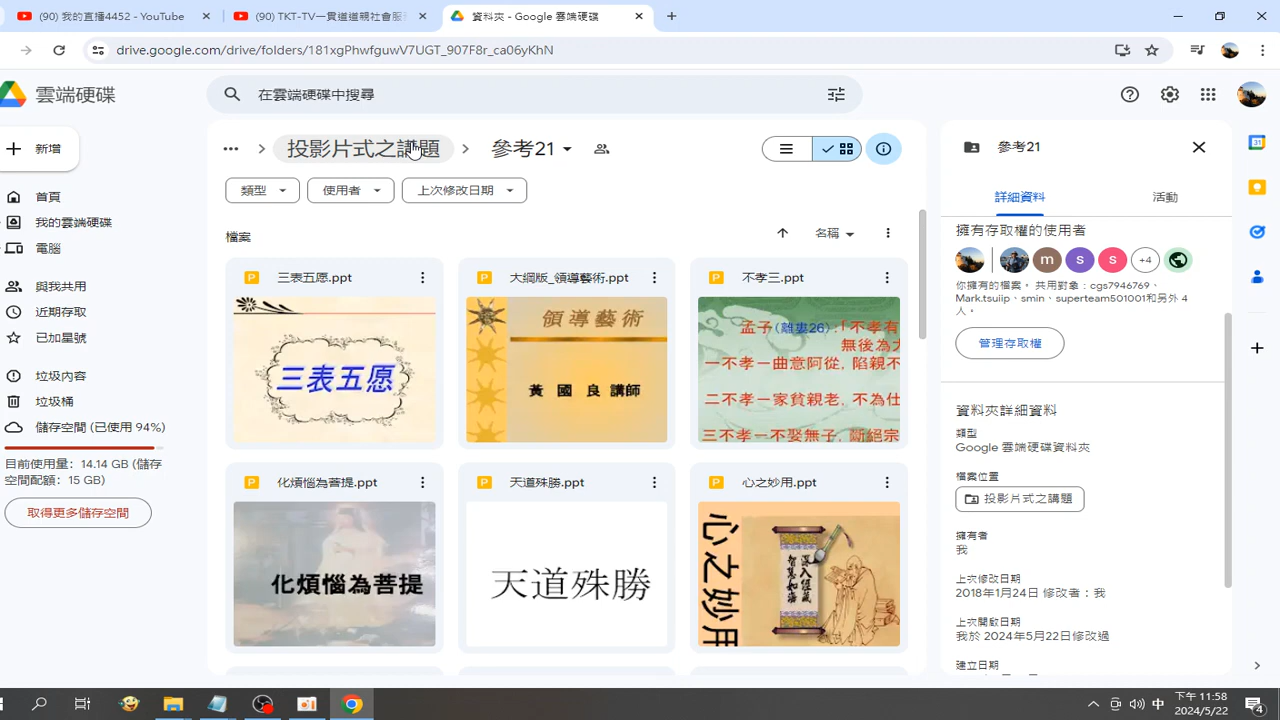 (90) 我的直播4452 - YouTube
(90) TKT-TV一貫道道親社會服
資料夾 - Google 雲端硬碟
drive.google.com/drive/folders/181xgPhwfguwV7UGT_907F8r_ca06yKhN
雲端硬碟
在雲端硬碟中搜尋
新增
首頁
我的雲端硬碟
電腦
與我共用
近期存取
已加星號
垃圾內容
垃圾桶
儲存空間 (已使用 94%)
目前使用量：14.14 GB (儲存
空間配額：15 GB)
取得更多儲存空間
投影片式之講題
參考21
類型
使用者
上次修改日期
檔案
名稱
三表五愿.ppt
三表五愿
大綱版_領導藝術.ppt
領導藝術
黃 國 良 講師
不孝三.ppt
孟子(離婁26)：「不孝有
無後為大
一不孝一曲意阿從，陷親不
二不孝一家貧親老，不為仕
三不孝一不娶無子，斷絕宗
化煩惱為菩提.ppt
化煩惱為菩提
天道殊勝.ppt
天道殊勝
心之妙用.ppt
心之妙用
深入經藏
智慧如海
參考21
詳細資料
活動
擁有存取權的使用者
m
s
s
+4
你擁有的檔案。 共用對象：cgs7946769、
Mark.tsuiip、smin、superteam501001和另外 4
人。
管理存取權
資料夾詳細資料
類型
Google 雲端硬碟資料夾
檔案位置
投影片式之講題
擁有者
我
上次修改日期
2018年1月24日 修改者：我
上次開啟日期
我於 2024年5月22日修改過
建立日期
31
中
下午 11:58
2024/5/22
4